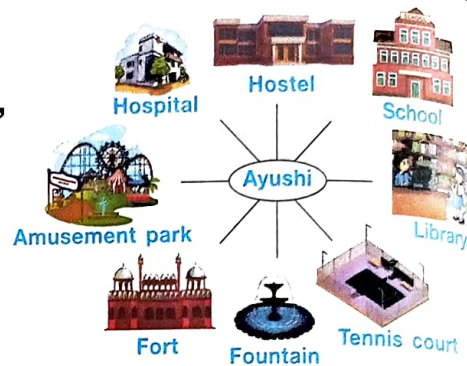 Hospital
Hostel
School
Ayushi
Amusement park
Library
Fort
Fountain
Tennis court